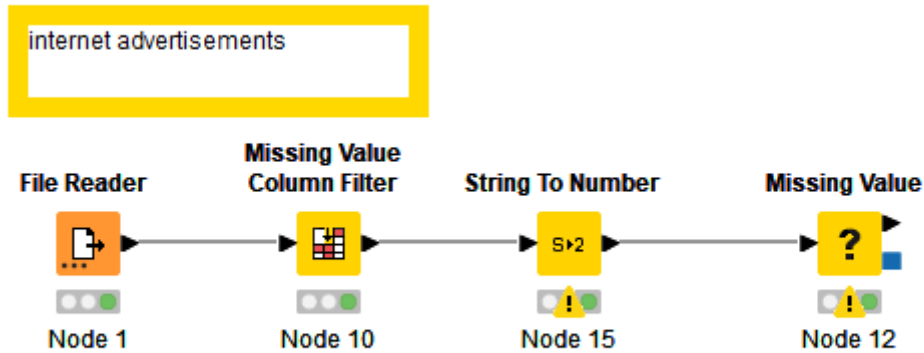 internet advertisements
File Reader
Missing Value
Column Filter
String To Number
Missing Value
S▸2
?
Node 1
Node 10
Node 15
Node 12